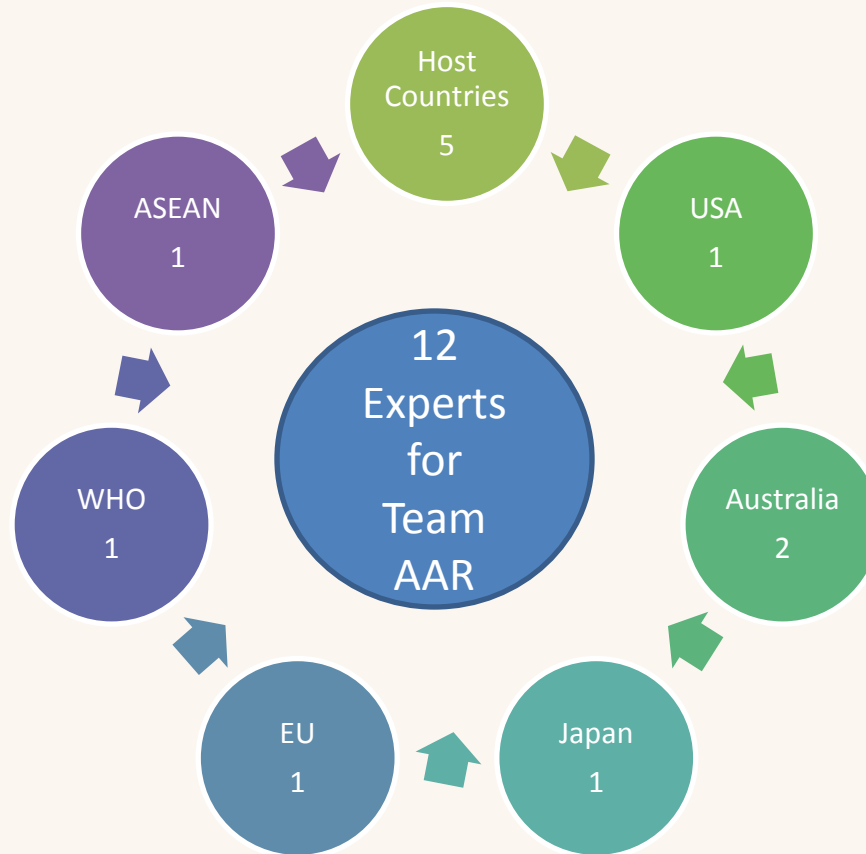 Host
Countries
5
USA
1
Australia
2
Japan
1
EU
1
WHO
1
ASEAN
1
12
Experts
for
Team
AAR